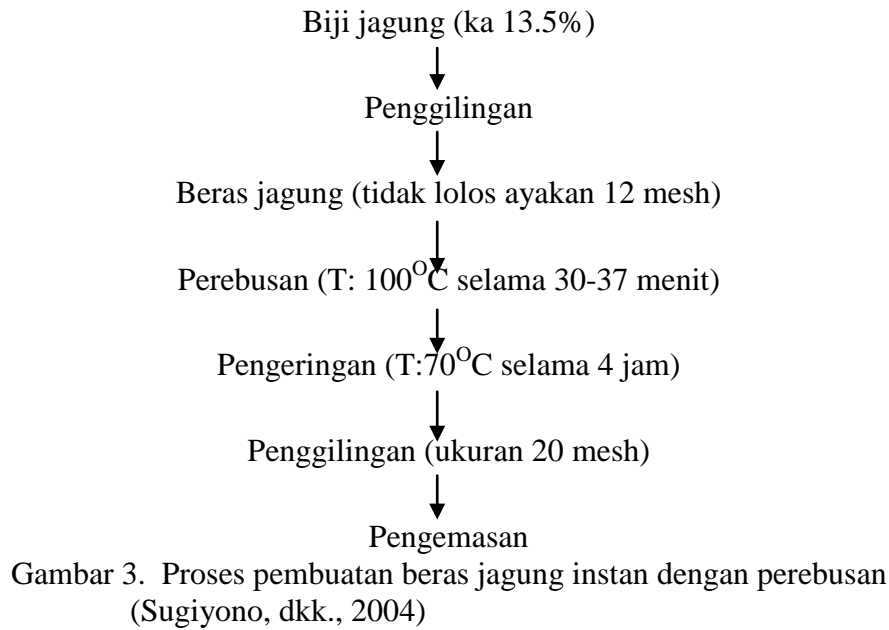 Biji jagung (ka 13.5%)
Penggilingan
Beras jagung (tidak lolos ayakan 12 mesh)
Perebusan (T: 100^OC selama 30-37 menit)
Pengeringan (T:70^OC selama 4 jam)
Penggilingan (ukuran 20 mesh)
Pengemasan
Gambar 3. Proses pembuatan beras jagung instan dengan perebusan
(Sugiyono, dkk., 2004)